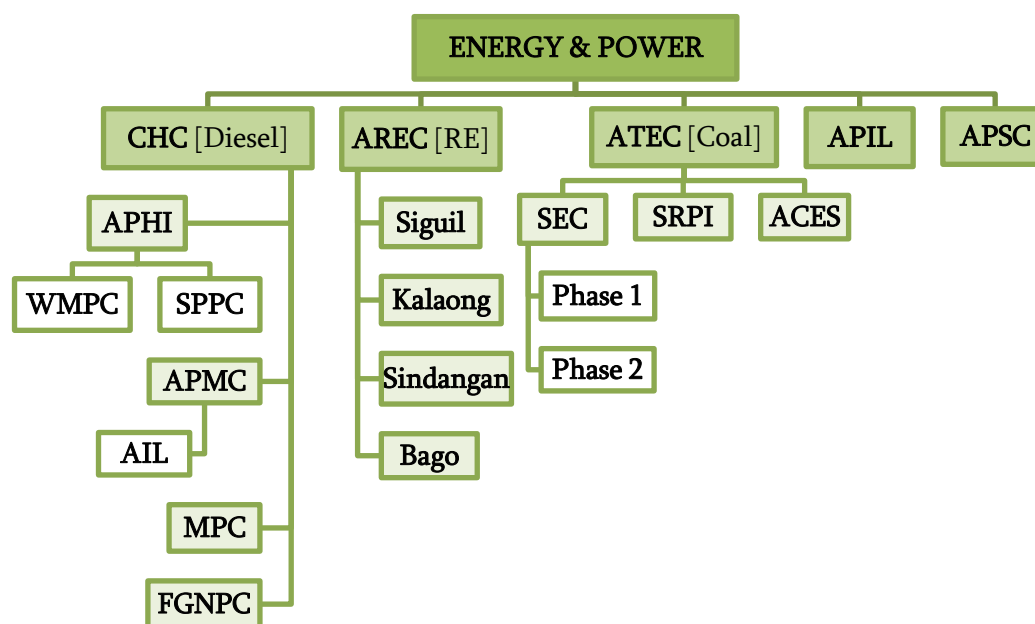 ENERGY & POWER
CHC [Diesel]
AREC [RE]
ATEC [Coal]
APIL
APSC
APHI
WMPC
SPPC
APMC
AIL
MPC
FGNPC
Siguil
Kalaong
Sindangan
Bago
SEC
SRPI
ACES
Phase 1
Phase 2